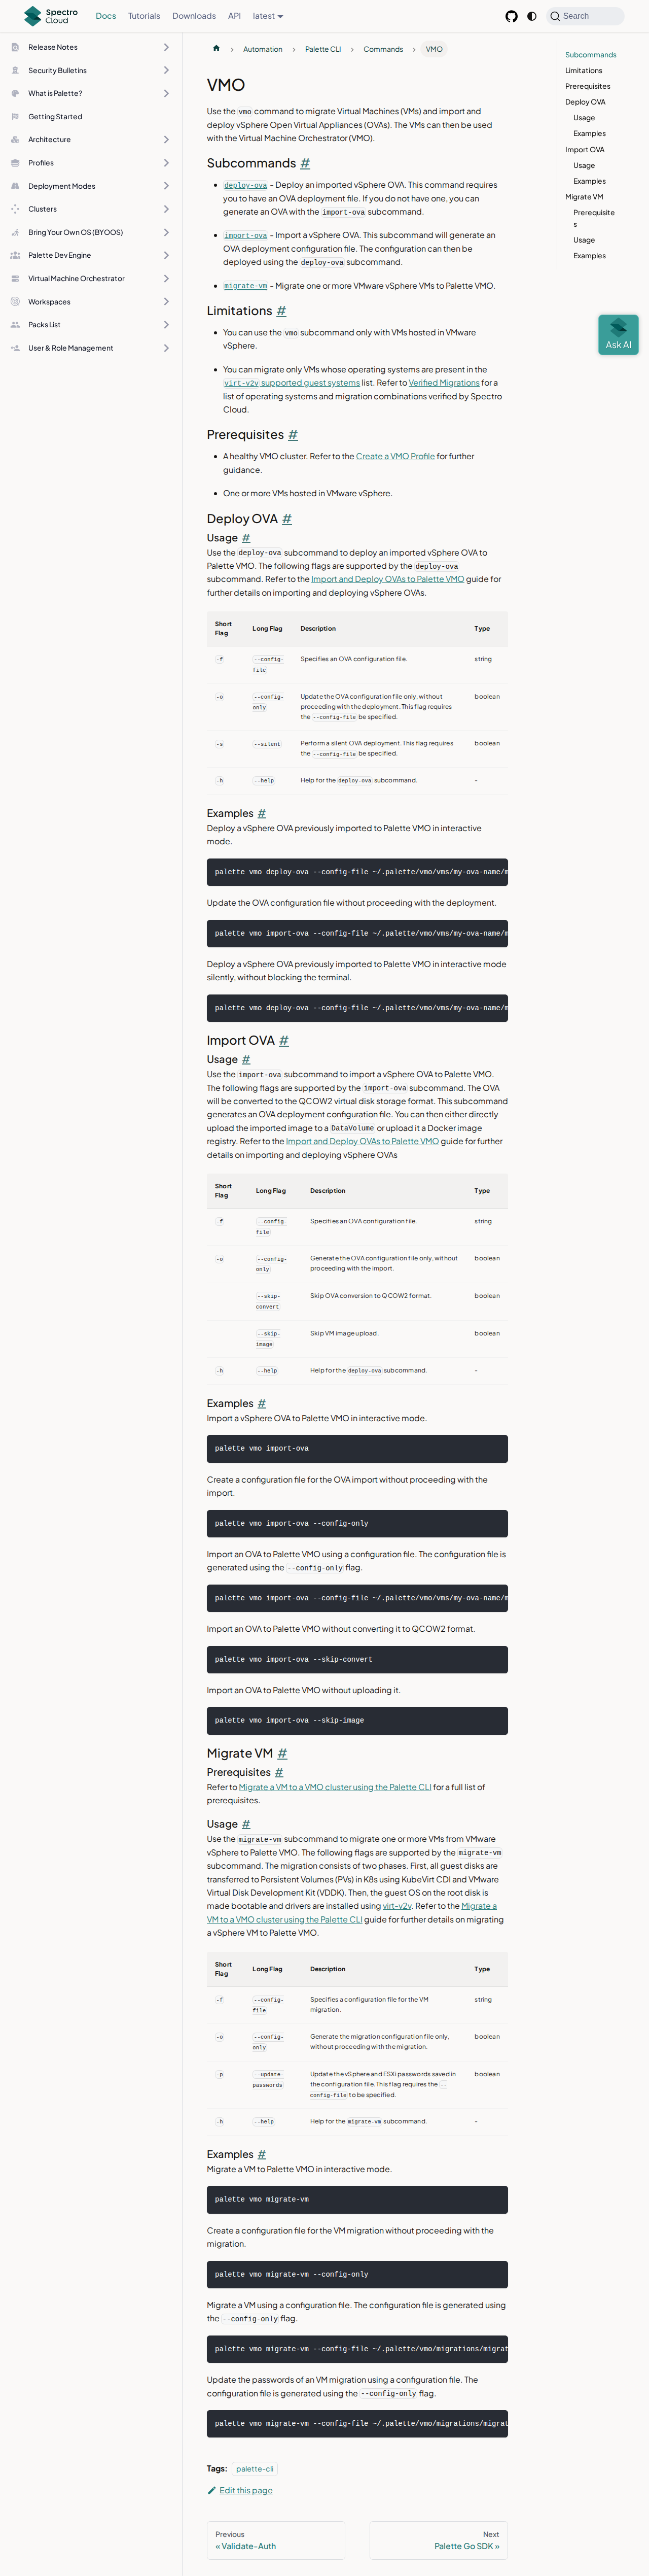 Spectro
Cloud
Docs
Tutorials
Downloads
API
latest
Search
Release Notes
Security Bulletins
What is Palette?
Getting Started
Architecture
Profiles
Deployment Modes
Clusters
Bring Your Own OS (BYOOS)
Palette Dev Engine
Virtual Machine Orchestrator
Workspaces
Packs List
User & Role Management
Automation
Palette CLI
Commands
VMO
VMO
Use the vmo command to migrate Virtual Machines (VMs) and import and
deploy vSphere Open Virtual Appliances (OVAs). The VMs can then be used
with the Virtual Machine Orchestrator (VMO).
Subcommands #
• deploy-ova - Deploy an imported vSphere OVA. This command requires
you to have an OVA deployment file. If you do not have one, you can
generate an OVA with the import-ova subcommand.
• import-ova - Import a vSphere OVA. This subcommand will generate an
OVA deployment configuration file. The configuration can then be
deployed using the deploy-ova subcommand.
• migrate-vm - Migrate one or more VMware vSphere VMs to Palette VMO.
Limitations #
• You can use the vmo subcommand only with VMs hosted in VMware
vSphere.
• You can migrate only VMs whose operating systems are present in the
virt-v2v supported guest systems list. Refer to Verified Migrations for a
list of operating systems and migration combinations verified by Spectro
Cloud.
Prerequisites #
• A healthy VMO cluster. Refer to the Create a VMO Profile for further
guidance.
• One or more VMs hosted in VMware vSphere.
Deploy OVA #
Usage #
Use the deploy-ova subcommand to deploy an imported vSphere OVA to
Palette VMO. The following flags are supported by the deploy-ova
subcommand. Refer to the Import and Deploy OVAs to Palette VMO guide for
further details on importing and deploying vSphere OVAs.
Short Flag Long Flag Description Type
-f --config-file Specifies an OVA configuration file. string
-o --config-only Update the OVA configuration file only, without proceeding with the deployment. This flag requires the --config-file be specified. boolean
-s --silent Perform a silent OVA deployment. This flag requires the --config-file be specified. boolean
-h --help Help for the deploy-ova subcommand. -
Examples #
Deploy a vSphere OVA previously imported to Palette VMO in interactive
mode.
palette vmo deploy-ova --config-file ~/.palette/vmo/vms/my-ova-name/m
Update the OVA configuration file without proceeding with the deployment.
palette vmo import-ova --config-file ~/.palette/vmo/vms/my-ova-name/m
Deploy a vSphere OVA previously imported to Palette VMO in interactive mode
silently, without blocking the terminal.
palette vmo deploy-ova --config-file ~/.palette/vmo/vms/my-ova-name/m
Import OVA #
Usage #
Use the import-ova subcommand to import a vSphere OVA to Palette VMO.
The following flags are supported by the import-ova subcommand. The OVA
will be converted to the QCOW2 virtual disk storage format. This subcommand
generates an OVA deployment configuration file. You can then either directly
upload the imported image to a DataVolume or upload it a Docker image
registry. Refer to the Import and Deploy OVAs to Palette VMO guide for further
details on importing and deploying vSphere OVAs
Short Flag Long Flag Description Type
-f --config-file Specifies an OVA configuration file. string
-o --config-only Generate the OVA configuration file only, without proceeding with the import. boolean
--skip-convert Skip OVA conversion to QCOW2 format. boolean
--skip-image Skip VM image upload. boolean
-h --help Help for the deploy-ova subcommand. -
Examples #
Import a vSphere OVA to Palette VMO in interactive mode.
palette vmo import-ova
Create a configuration file for the OVA import without proceeding with the
import.
palette vmo import-ova --config-only
Import an OVA to Palette VMO using a configuration file. The configuration file is
generated using the --config-only flag.
palette vmo import-ova --config-file ~/.palette/vmo/vms/my-ova-name/m
Import an OVA to Palette VMO without converting it to QCOW2 format.
palette vmo import-ova --skip-convert
Import an OVA to Palette VMO without uploading it.
palette vmo import-ova --skip-image
Migrate VM #
Prerequisites #
Refer to Migrate a VM to a VMO cluster using the Palette CLI for a full list of
prerequisites.
Usage #
Use the migrate-vm subcommand to migrate one or more VMs from VMware
vSphere to Palette VMO. The following flags are supported by the migrate-vm
subcommand. The migration consists of two phases. First, all guest disks are
transferred to Persistent Volumes (PVs) in K8s using KubeVirt CDI and VMware
Virtual Disk Development Kit (VDDK). Then, the guest OS on the root disk is
made bootable and drivers are installed using virt-v2v. Refer to the Migrate a
VM to a VMO cluster using the Palette CLI guide for further details on migrating
a vSphere VM to Palette VMO.
Short Flag Long Flag Description Type
-f --config-file Specifies a configuration file for the VM migration. string
-o --config-only Generate the migration configuration file only, without proceeding with the migration. boolean
-p --update-passwords Update the vSphere and ESXi passwords saved in the configuration file. This flag requires the --config-file to be specified. boolean
-h --help Help for the migrate-vm subcommand. -
Examples #
Migrate a VM to Palette VMO in interactive mode.
palette vmo migrate-vm
Create a configuration file for the VM migration without proceeding with the
migration.
palette vmo migrate-vm --config-only
Migrate a VM using a configuration file. The configuration file is generated using
the --config-only flag.
palette vmo migrate-vm --config-file ~/.palette/vmo/migrations/migrat
Update the passwords of an VM migration using a configuration file. The
configuration file is generated using the --config-only flag.
palette vmo migrate-vm --config-file ~/.palette/vmo/migrations/migrat
Tags: palette-cli
Edit this page
Previous
« Validate-Auth
Next
Palette Go SDK »
Subcommands
Limitations
Prerequisites
Deploy OVA
Usage
Examples
Import OVA
Usage
Examples
Migrate VM
Prerequisite
s
Usage
Examples
Ask AI